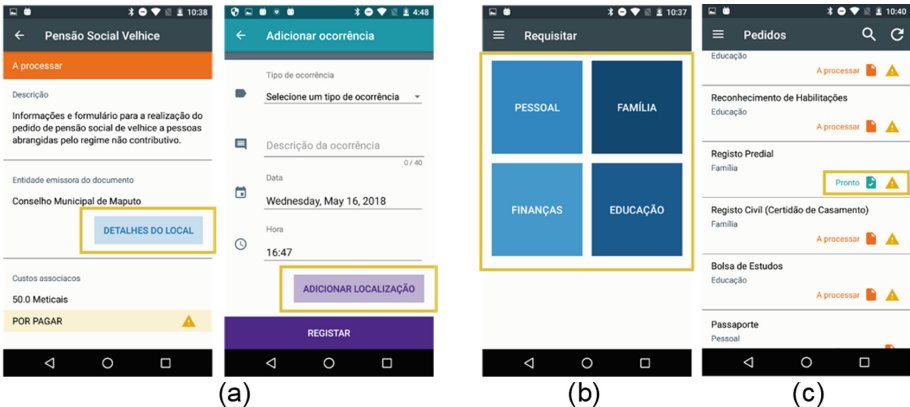 10:38
Pensão Social Velhice
A processar
Descrição
Informações e formulário para a realização do
pedido de pensão social de velhice a pessoas
abrangidas pelo regime não contributivo.
Entidade emissora do documento
Conselho Municipal de Maputo
DETALHES DO LOCAL
Custos associacos
50.0 Meticais
POR PAGAR
4:48
Adicionar ocorrência
Tipo de ocorrência
Selecione um tipo de ocorrência
Descrição da ocorrência
0 / 40
Data
Wednesday, May 16, 2018
Hora
16:47
ADICIONAR LOCALIZAÇÃO
REGISTAR
(a)
10:37
Requisitar
PESSOAL
FAMÍLIA
FINANÇAS
EDUCAÇÃO
(b)
10:40
Pedidos
Educação
A processar
Reconhecimento de Habilitações
Educação
A processar
Registo Predial
Família
Pronto
Registo Civil (Certidão de Casamento)
Família
A processar
Bolsa de Estudos
Educação
A processar
Passaporte
Pessoal
(c)